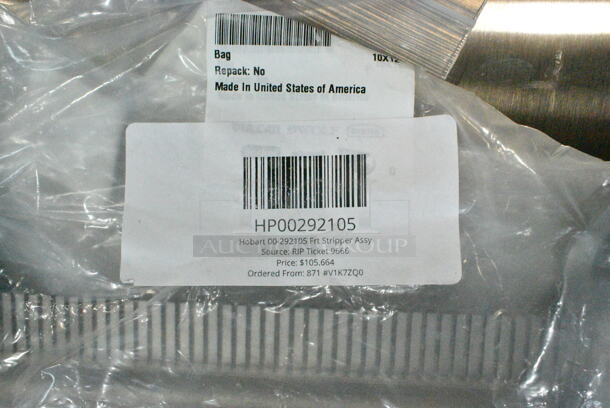 Bag 10X12
Repack: No
Made In United States of America
HP00292105
Hobart 00-292105 Frt Stripper Assy
Source: RIP Ticket 9666
Price: $105.664
Ordered From: 871 #V1K7ZQ0